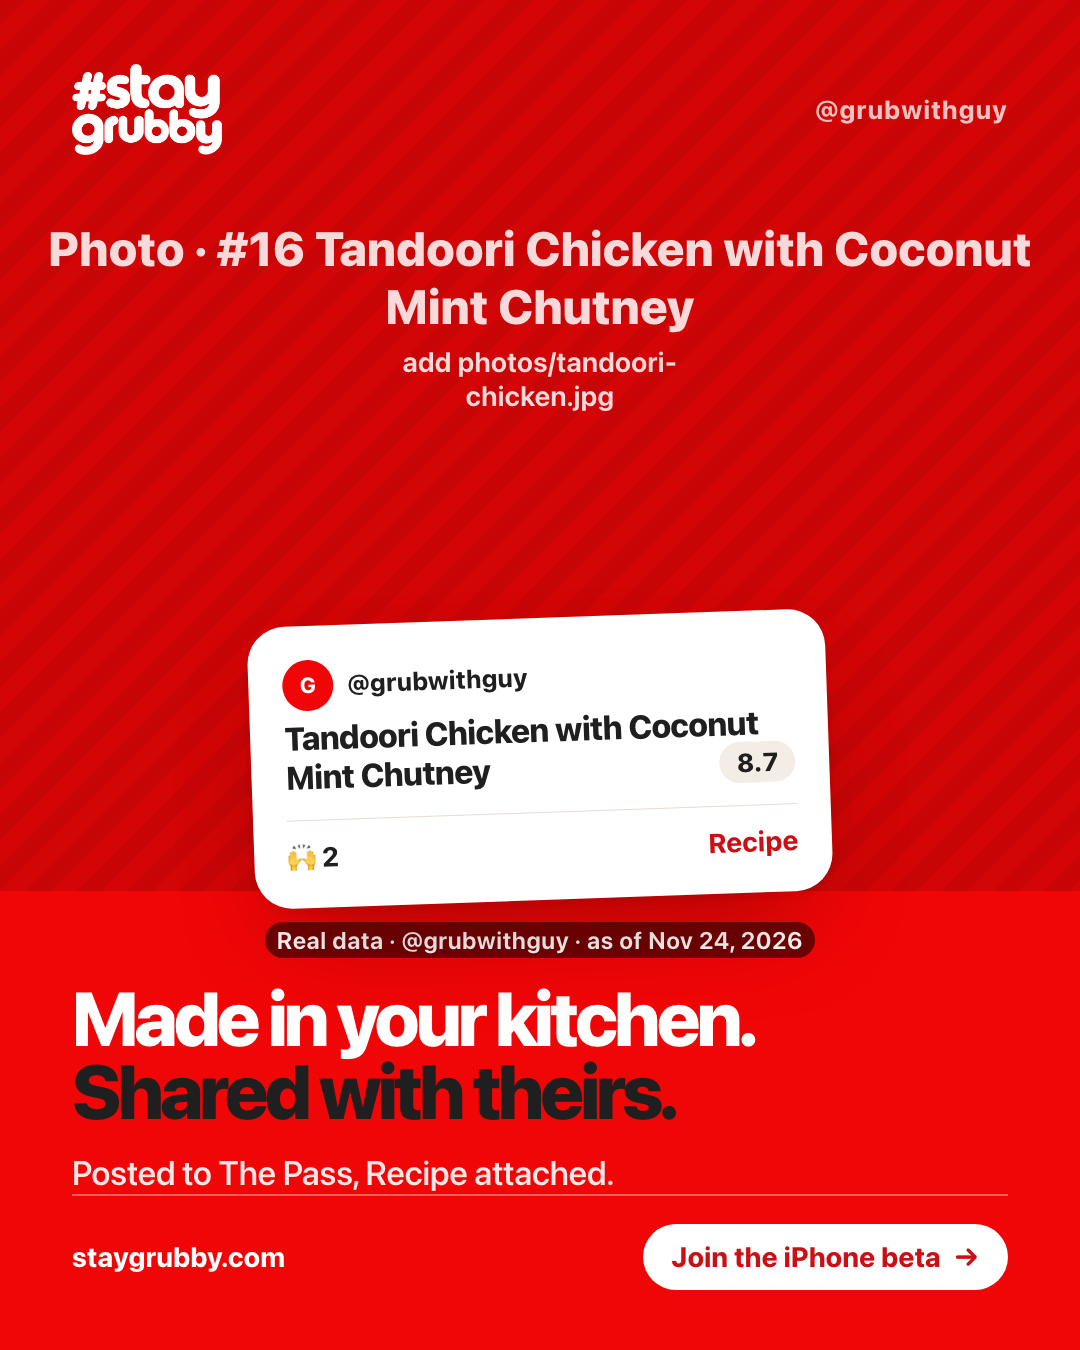 #stay
grubby
@grubwithguy
Photo · #16 Tandoori Chicken with Coconut
Mint Chutney
add photos/tandoori-
chicken.jpg
G
@grubwithguy
Tandoori Chicken with Coconut
Mint Chutney
8.7
🙌 2
Recipe
Real data · @grubwithguy · as of Nov 24, 2026
Made in your kitchen.
Shared with theirs.
Posted to The Pass, Recipe attached.
staygrubby.com
Join the iPhone beta →